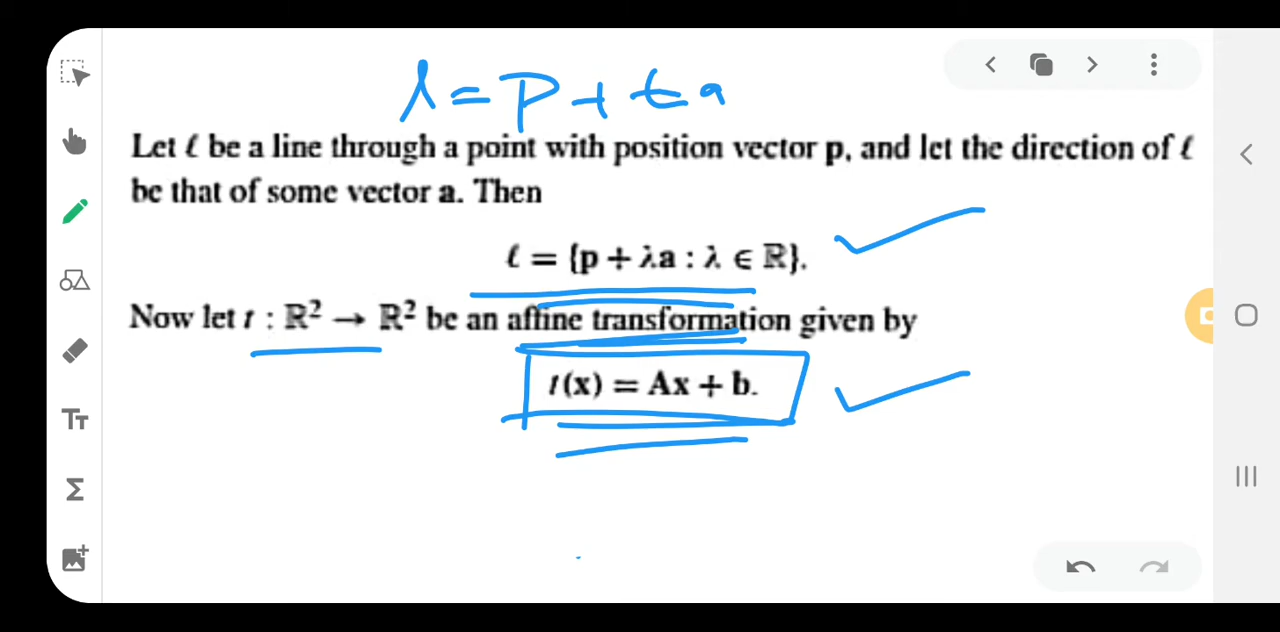 l = P + ta
Let ℓ be a line through a point with position vector p, and let the direction of ℓ
be that of some vector a. Then
ℓ = {p + λa : λ ∈ ℝ}.
Now let t : ℝ² → ℝ² be an affine transformation given by
t(x) = Ax + b.
Tт
Σ